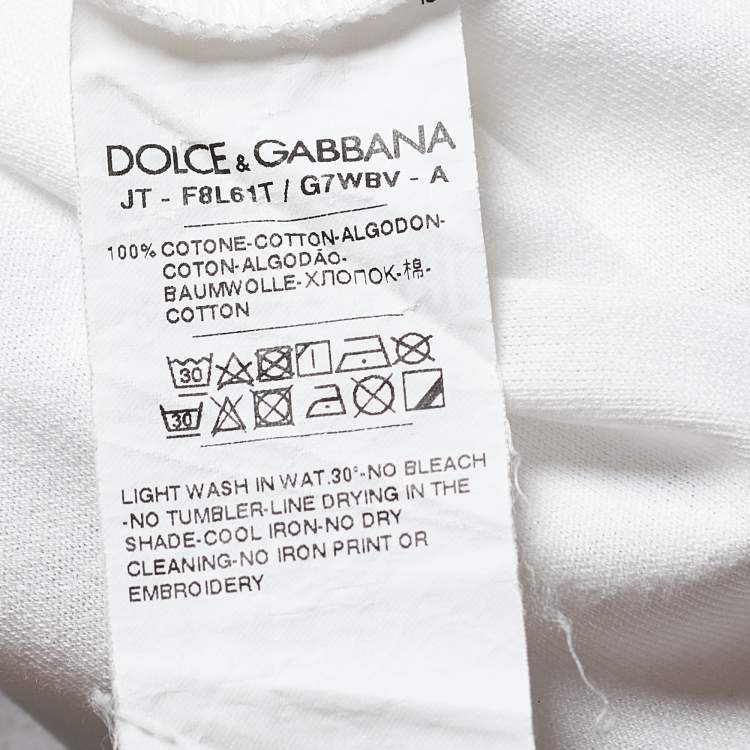 DOLCE & GABBANA
JT - F8L61T / G7WBV - A
100% COTONE-COTTON-ALGODON-
COTON-ALGODÃO-
BAUMWOLLE-ХЛОПОК-棉-
COTTON
30
30
LIGHT WASH IN WAT.30°-NO BLEACH
-NO TUMBLER-LINE DRYING IN THE
SHADE-COOL IRON-NO DRY
CLEANING-NO IRON PRINT OR
EMBROIDERY